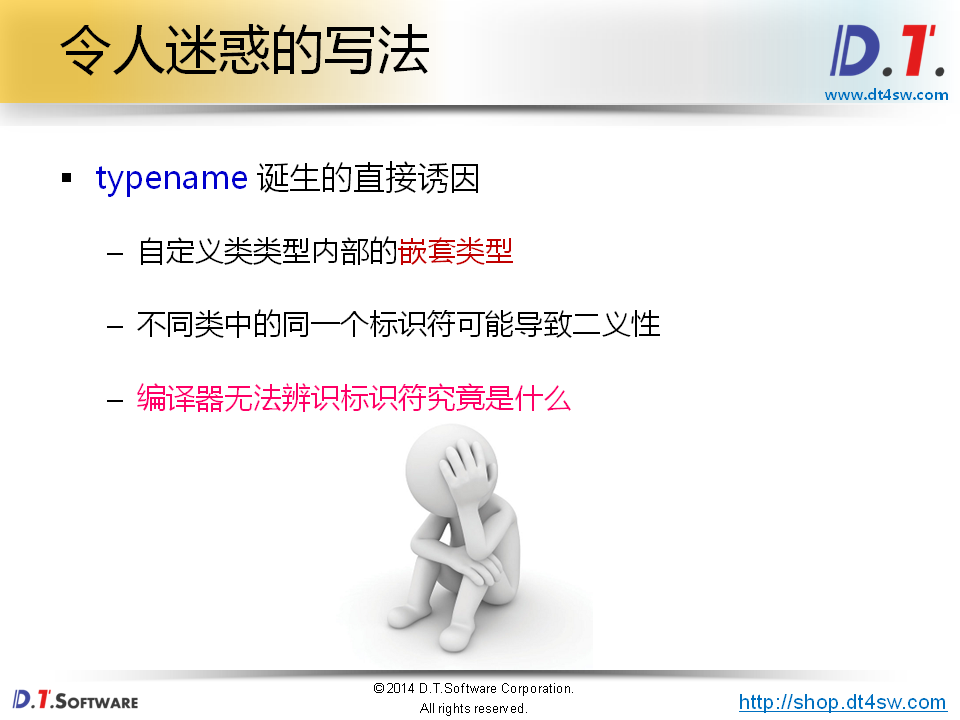 令人迷惑的写法
D.T.
www.dt4sw.com
▪ typename 诞生的直接诱因
– 自定义类类型内部的嵌套类型
– 不同类中的同一个标识符可能导致二义性
– 编译器无法辨识标识符究竟是什么
D.T.SOFTWARE
©2014 D.T.Software Corporation.
All rights reserved.
http://shop.dt4sw.com